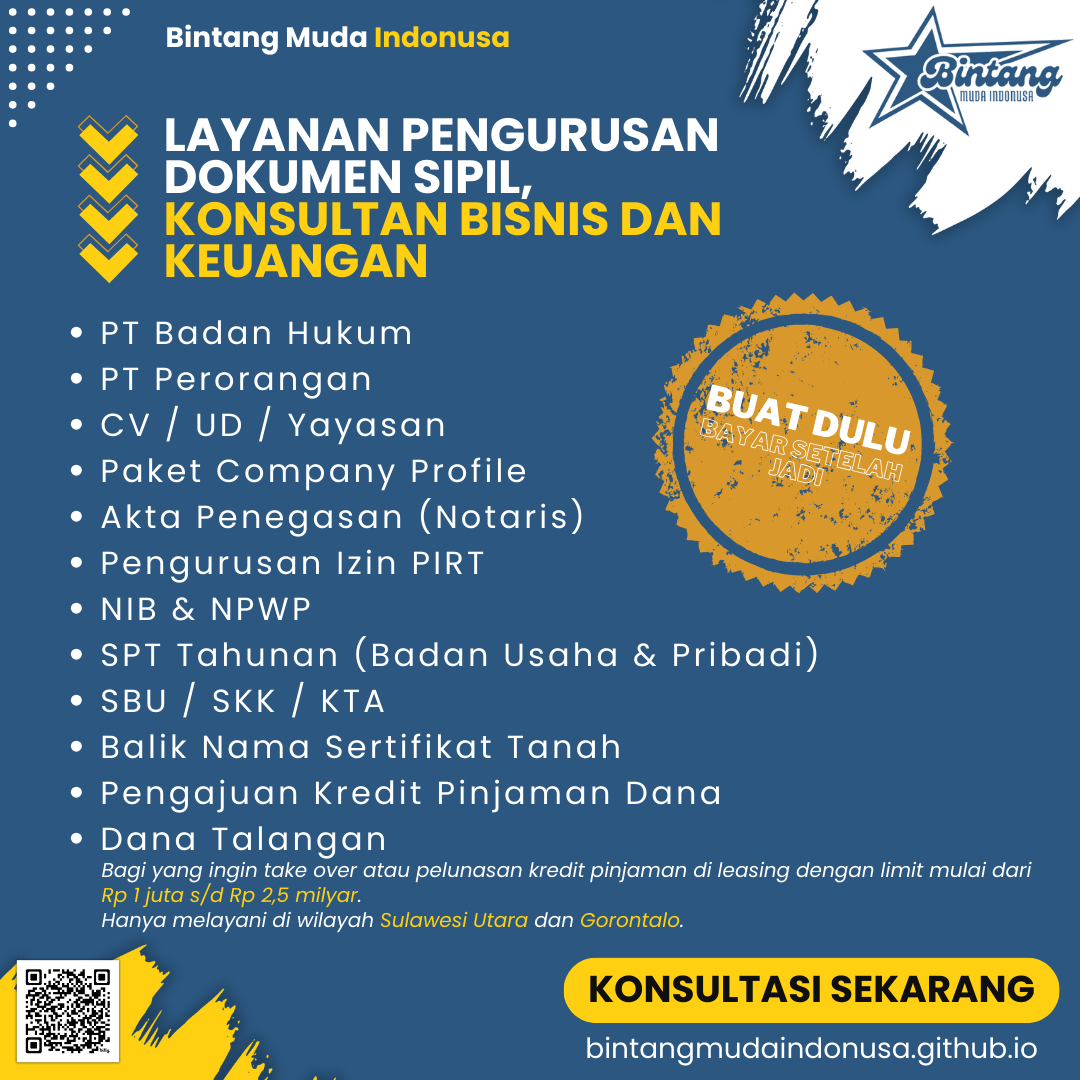 Bintang Muda Indonusa
Bintang
MUDA INDONUSA
LAYANAN PENGURUSAN
DOKUMEN SIPIL,
KONSULTAN BISNIS DAN
KEUANGAN
• PT Badan Hukum
• PT Perorangan
• CV / UD / Yayasan
• Paket Company Profile
• Akta Penegasan (Notaris)
• Pengurusan Izin PIRT
• NIB & NPWP
• SPT Tahunan (Badan Usaha & Pribadi)
• SBU / SKK / KTA
• Balik Nama Sertifikat Tanah
• Pengajuan Kredit Pinjaman Dana
• Dana Talangan
Bagi yang ingin take over atau pelunasan kredit pinjaman di leasing dengan limit mulai dari
Rp 1 juta s/d Rp 2,5 milyar.
Hanya melayani di wilayah Sulawesi Utara dan Gorontalo.
BUAT DULU
BAYAR SETELAH
JADI
KONSULTASI SEKARANG
bintangmudaindonusa.github.io